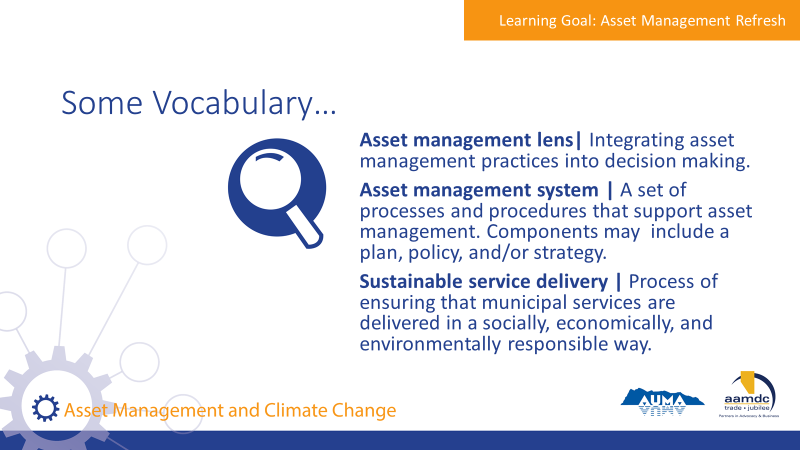 Learning Goal: Asset Management Refresh
Some Vocabulary…
Asset management lens| Integrating asset
management practices into decision making.
Asset management system | A set of
processes and procedures that support asset
management. Components may  include a
plan, policy, and/or strategy.
Sustainable service delivery | Process of
ensuring that municipal services are
delivered in a socially, economically, and
environmentally responsible way.
Asset Management and Climate Change
AUMA
aamdc
trade • jubilee
Partners in Advocacy & Business